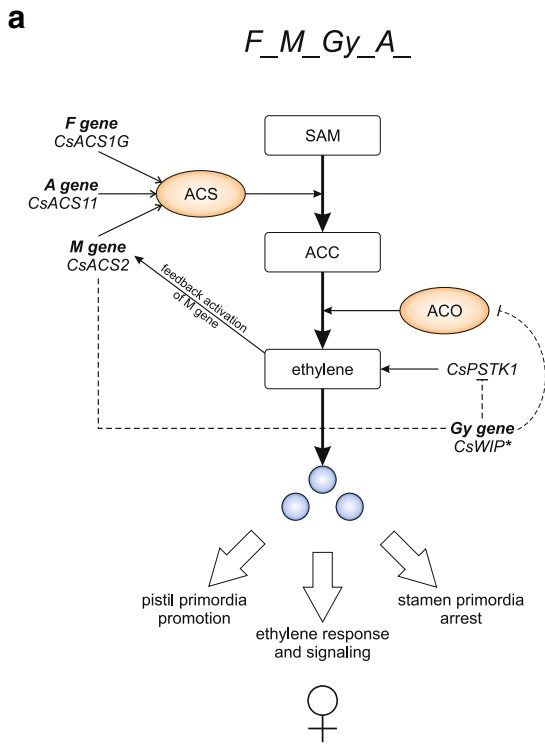 a
F_M_Gy_A_
F gene
CsACS1G
A gene
CsACS11
M gene
CsACS2
ACS
SAM
ACC
feedback activation
of M gene
ACO
ethylene
CsPSTK1
Gy gene
CsWIP*
pistil primordia
promotion
ethylene response
and signaling
stamen primordia
arrest